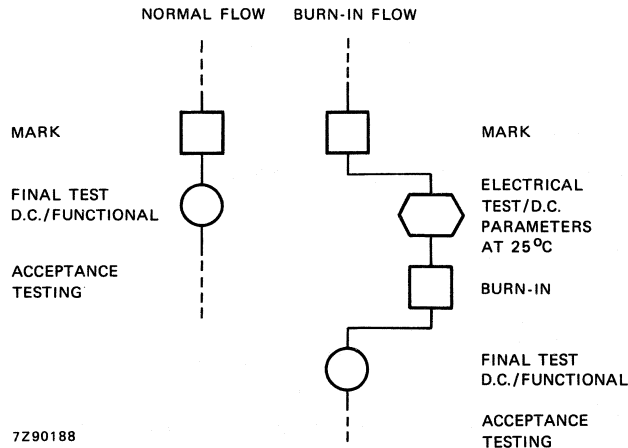 NORMAL FLOW
BURN-IN FLOW
MARK
FINAL TEST
D.C./FUNCTIONAL
ACCEPTANCE
TESTING
MARK
ELECTRICAL
TEST/D.C.
PARAMETERS
AT 25°C
BURN-IN
FINAL TEST
D.C./FUNCTIONAL
ACCEPTANCE
TESTING
7Z90188